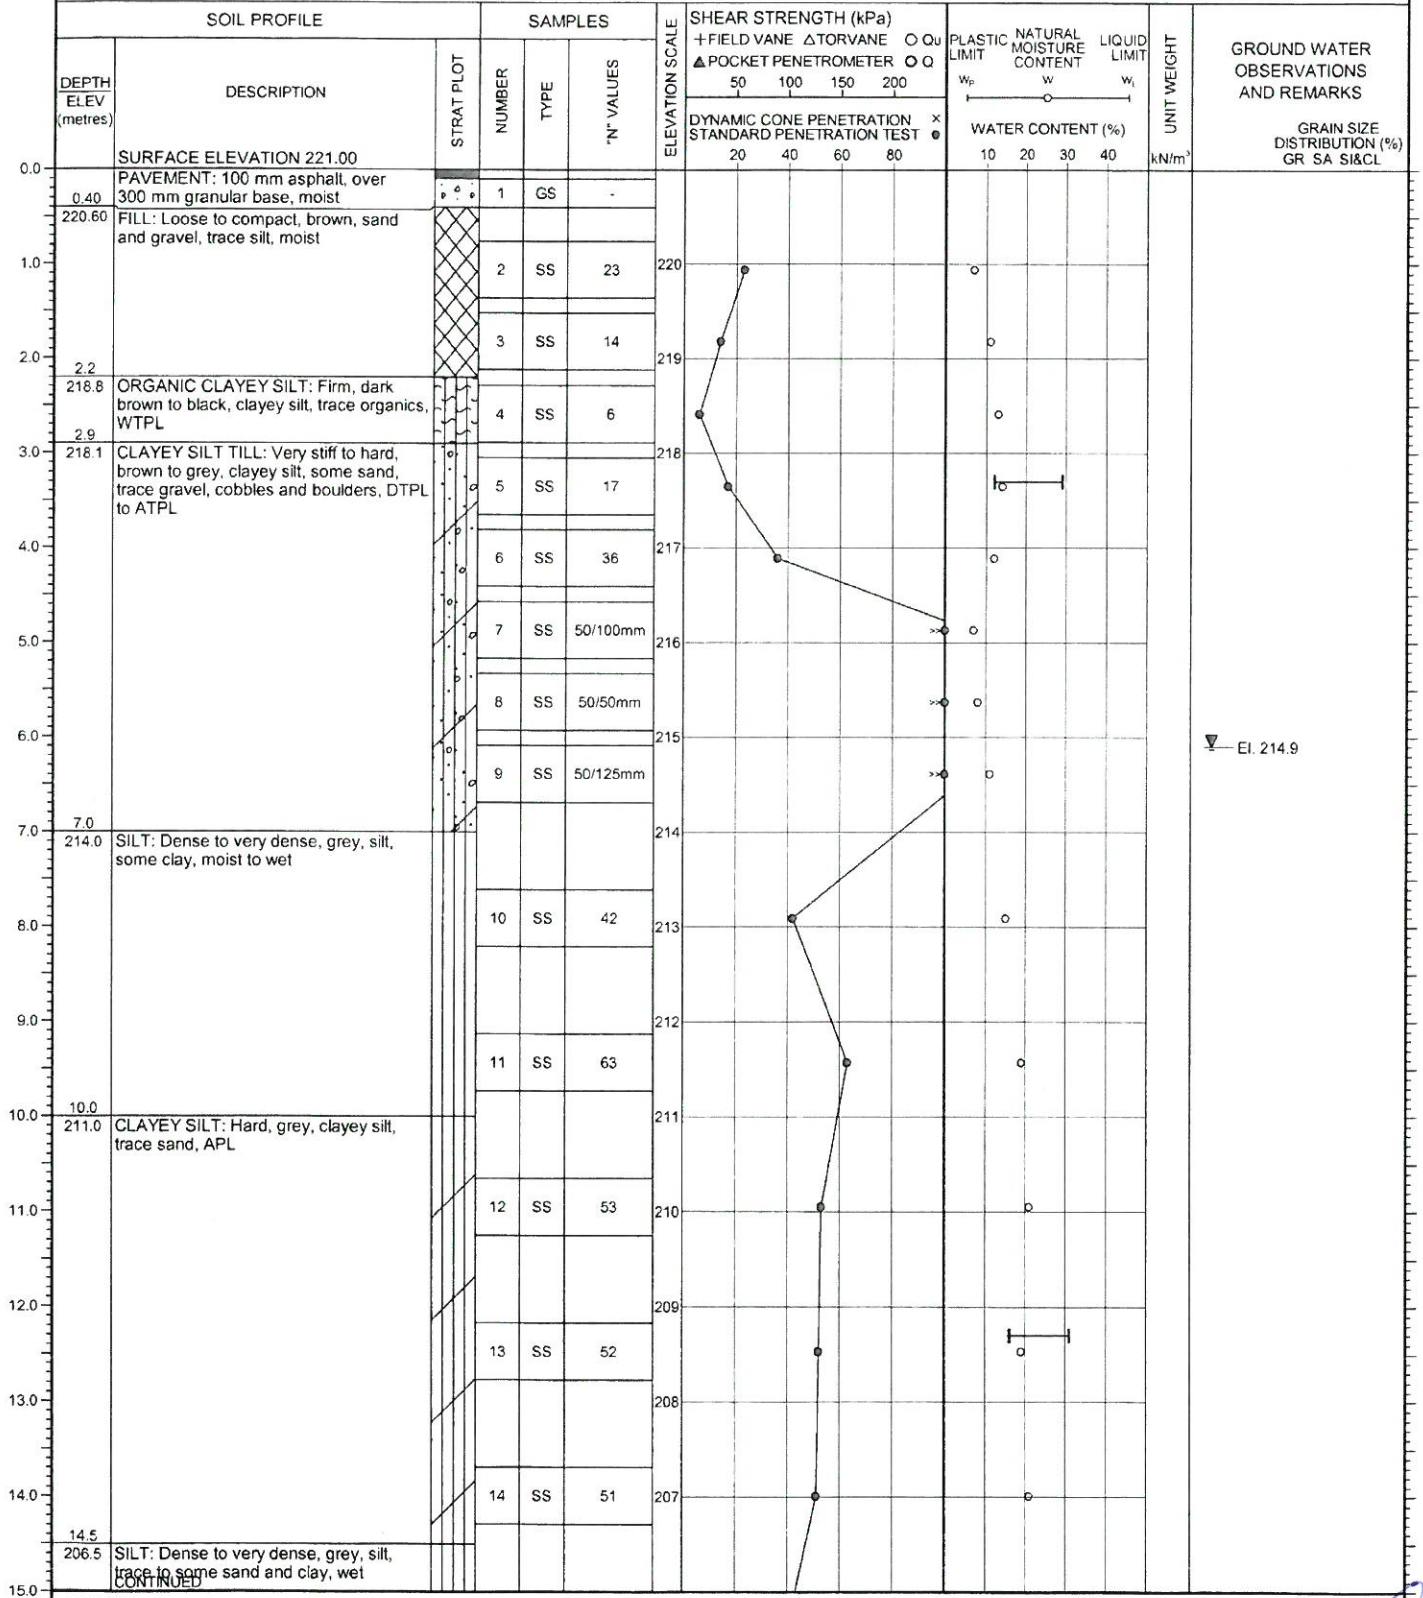 SOIL PROFILE
SAMPLES
DEPTH
ELEV
(metres)
DESCRIPTION
STRAT PLOT
NUMBER
TYPE
"N" VALUES
ELEVATION SCALE
SHEAR STRENGTH (kPa)
+ FIELD VANE △ TORVANE ○ Qu
▲ POCKET PENETROMETER ○ Q
50 100 150 200
DYNAMIC CONE PENETRATION ×
STANDARD PENETRATION TEST ●
20 40 60 80
PLASTIC LIMIT
NATURAL MOISTURE CONTENT
LIQUID LIMIT
WP W WL
WATER CONTENT (%)
10 20 30 40
UNIT WEIGHT
kN/m³
GROUND WATER
OBSERVATIONS
AND REMARKS
GRAIN SIZE
DISTRIBUTION (%)
GR SA SI&CL
SURFACE ELEVATION 221.00
0.0
PAVEMENT: 100 mm asphalt, over
0.40 300 mm granular base, moist
1 GS -
220.60 FILL: Loose to compact, brown, sand
and gravel, trace silt, moist
1.0
2 SS 23
220
3 SS 14
2.0
219
2.2
218.8 ORGANIC CLAYEY SILT: Firm, dark
brown to black, clayey silt, trace organics,
WTPL
4 SS 6
2.9
3.0
218.1 CLAYEY SILT TILL: Very stiff to hard,
brown to grey, clayey silt, some sand,
trace gravel, cobbles and boulders, DTPL
to ATPL
218
5 SS 17
4.0
217
6 SS 36
7 SS 50/100mm
>>
5.0
216
8 SS 50/50mm
>>
6.0
215
El. 214.9
9 SS 50/125mm
>>
7.0
7.0
214.0 SILT: Dense to very dense, grey, silt,
some clay, moist to wet
214
8.0
10 SS 42
213
9.0
212
11 SS 63
10.0
10.0
211.0 CLAYEY SILT: Hard, grey, clayey silt,
trace sand, APL
211
11.0
12 SS 53
210
12.0
209
13 SS 52
13.0
208
14.0
14 SS 51
207
14.5
206.5 SILT: Dense to very dense, grey, silt,
trace to some sand and clay, wet
CONTINUED
15.0